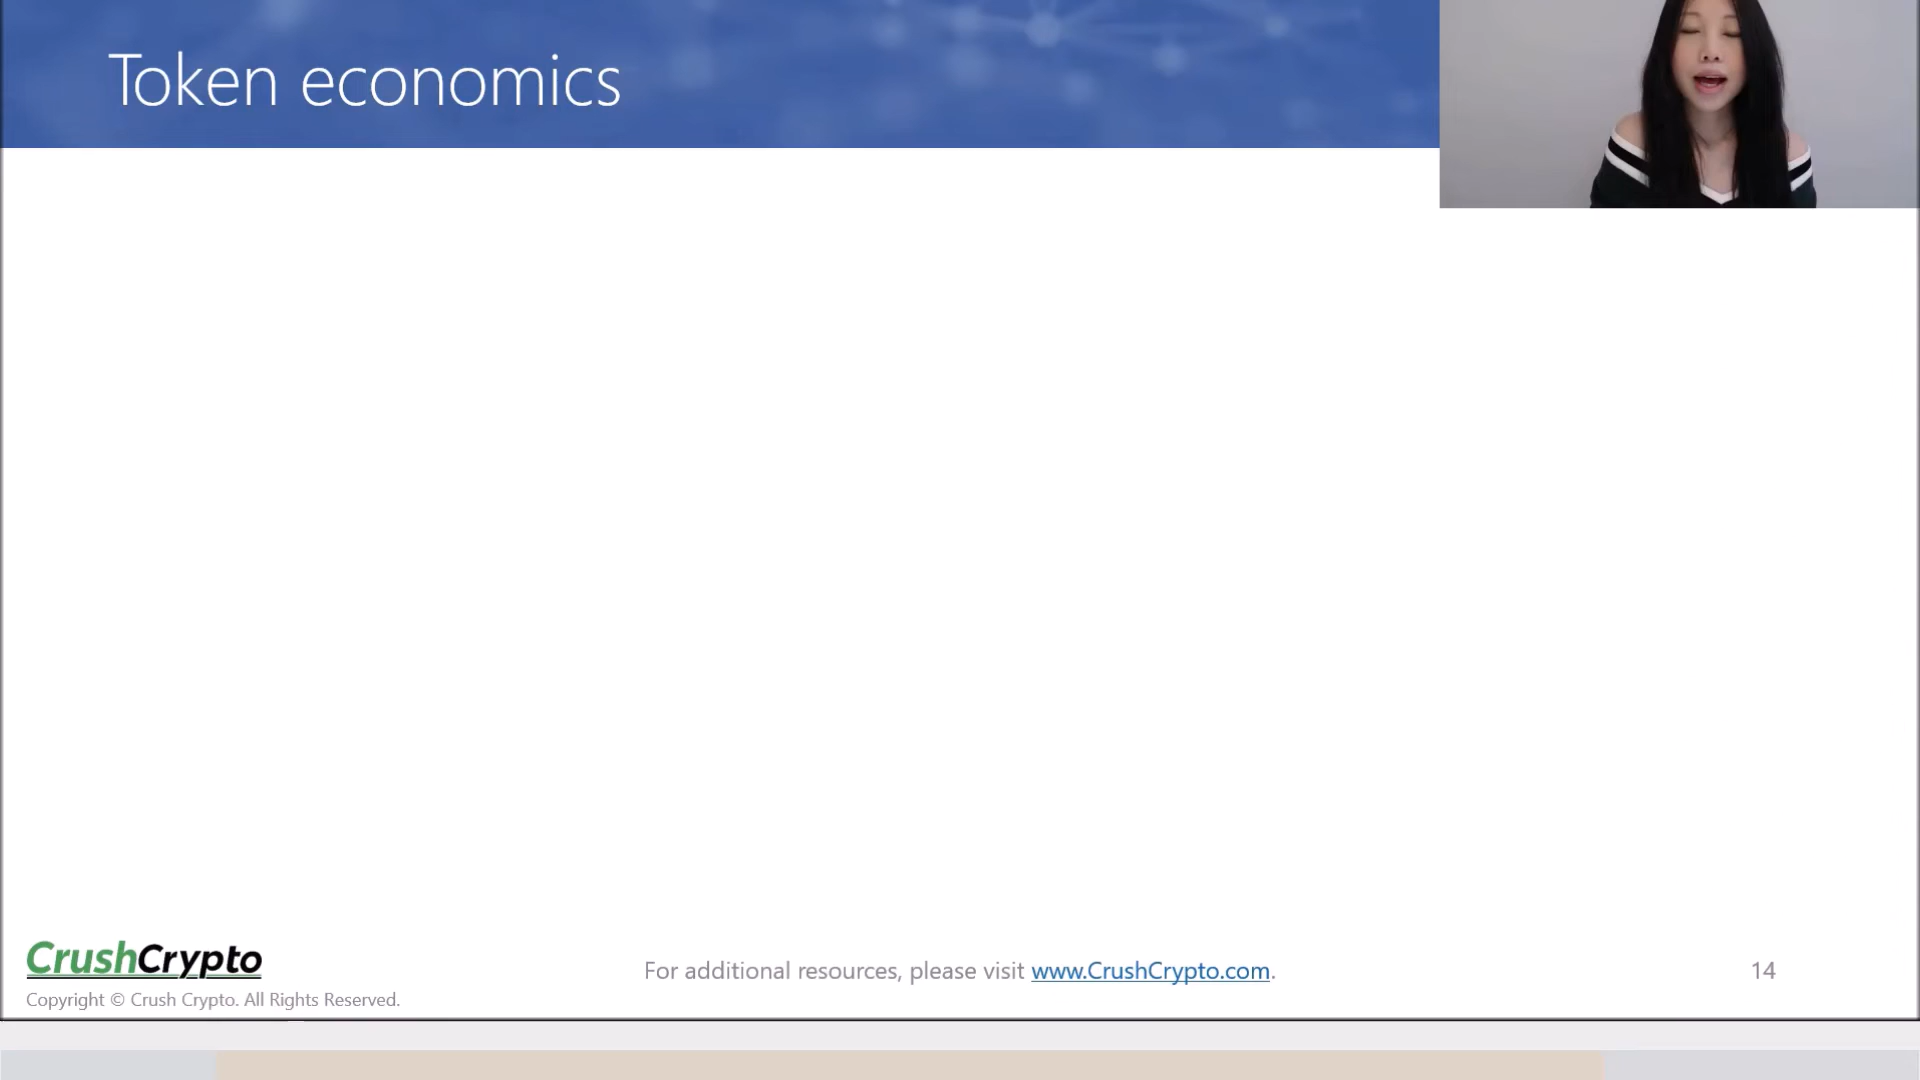 Token economics
CrushCrypto
Copyright © Crush Crypto. All Rights Reserved.
For additional resources, please visit www.CrushCrypto.com.
14